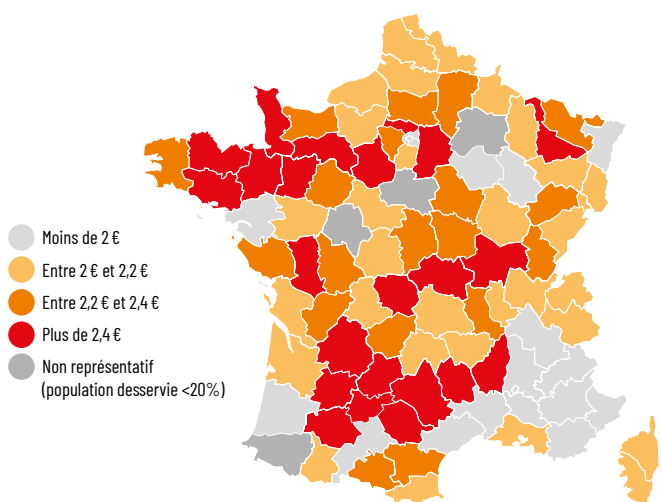 Moins de 2 €
Entre 2 € et 2,2 €
Entre 2,2 € et 2,4 €
Plus de 2,4 €
Non représentatif
(population desservie <20%)